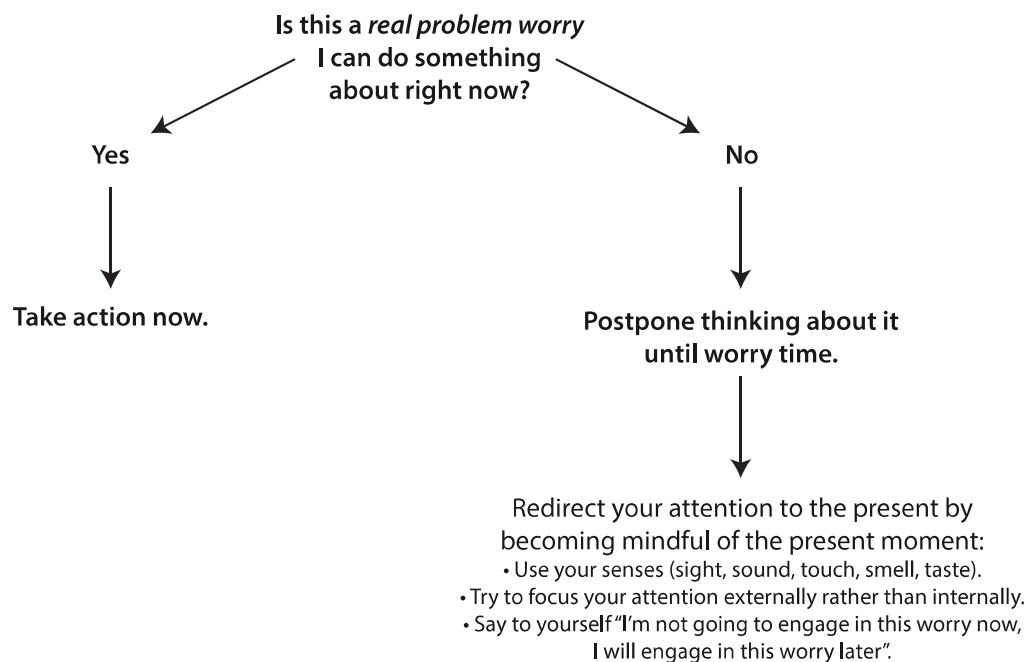 Is this a real problem worry
I can do something
about right now?
Yes
No
Take action now.
Postpone thinking about it
until worry time.
Redirect your attention to the present by
becoming mindful of the present moment:
• Use your senses (sight, sound, touch, smell, taste).
• Try to focus your attention externally rather than internally.
• Say to yourself “I’m not going to engage in this worry now,
I will engage in this worry later”.